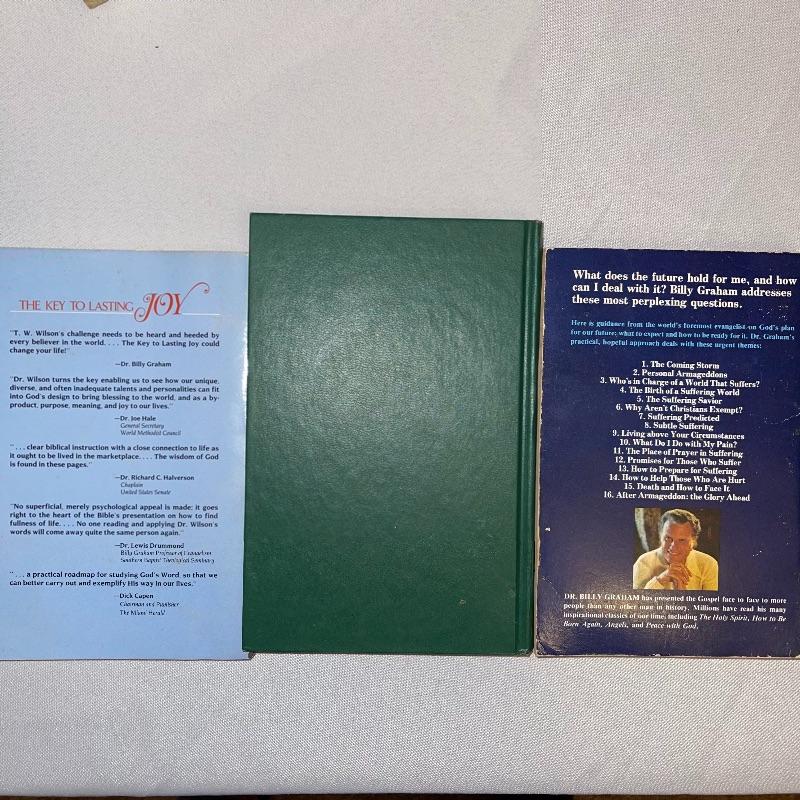 THE KEY TO LASTING JOY
"T. W. Wilson's challenge needs to be heard and heeded by
every believer in the world. . . . The Key to Lasting Joy could
change your life!"
—Dr. Billy Graham
"Dr. Wilson turns the key enabling us to see how our unique,
diverse, and often inadequate talents and personalities can fit
into God's design to bring blessing to the world, and as a by-
product, purpose, meaning, and joy to our lives."
—Dr. Joe Hale
General Secretary
World Methodist Council
". . . clear biblical instruction with a close connection to life as
it ought to be lived in the marketplace. . . . The wisdom of God
is found in these pages."
—Dr. Richard C. Halverson
Chaplain
United States Senate
"No superficial, merely psychological appeal is made; it goes
right to the heart of the Bible's presentation on how to find
fullness of life. . . . No one reading and applying Dr. Wilson's
words will come away quite the same person again."
—Dr. Lewis Drummond
Billy Graham Professor of Evangelism
Southern Baptist Theological Seminary
". . . a practical roadmap for studying God's Word, so that we
can better carry out and exemplify His way in our lives."
—Dick Capen
Chairman and Publisher
The Miami Herald
What does the future hold for me, and how
can I deal with it? Billy Graham addresses
these most perplexing questions.
Here is guidance from the world's foremost evangelist on God's plan
for our future: what to expect and how to be ready for it. Dr. Graham's
practical, hopeful approach deals with these urgent themes:
1. The Coming Storm
2. Personal Armageddons
3. Who's in Charge of a World That Suffers?
4. The Birth of a Suffering World
5. The Suffering Savior
6. Why Aren't Christians Exempt?
7. Suffering Predicted
8. Subtle Suffering
9. Living above Your Circumstances
10. What Do I Do with My Pain?
11. The Place of Prayer in Suffering
12. Promises for Those Who Suffer
13. How to Prepare for Suffering
14. How to Help Those Who Are Hurt
15. Death and How to Face It
16. After Armageddon: the Glory Ahead
DR. BILLY GRAHAM has presented the Gospel face to face to more
people than any other man in history. Millions have read his many
inspirational classics of our time, including The Holy Spirit, How to Be
Born Again, Angels, and Peace with God.